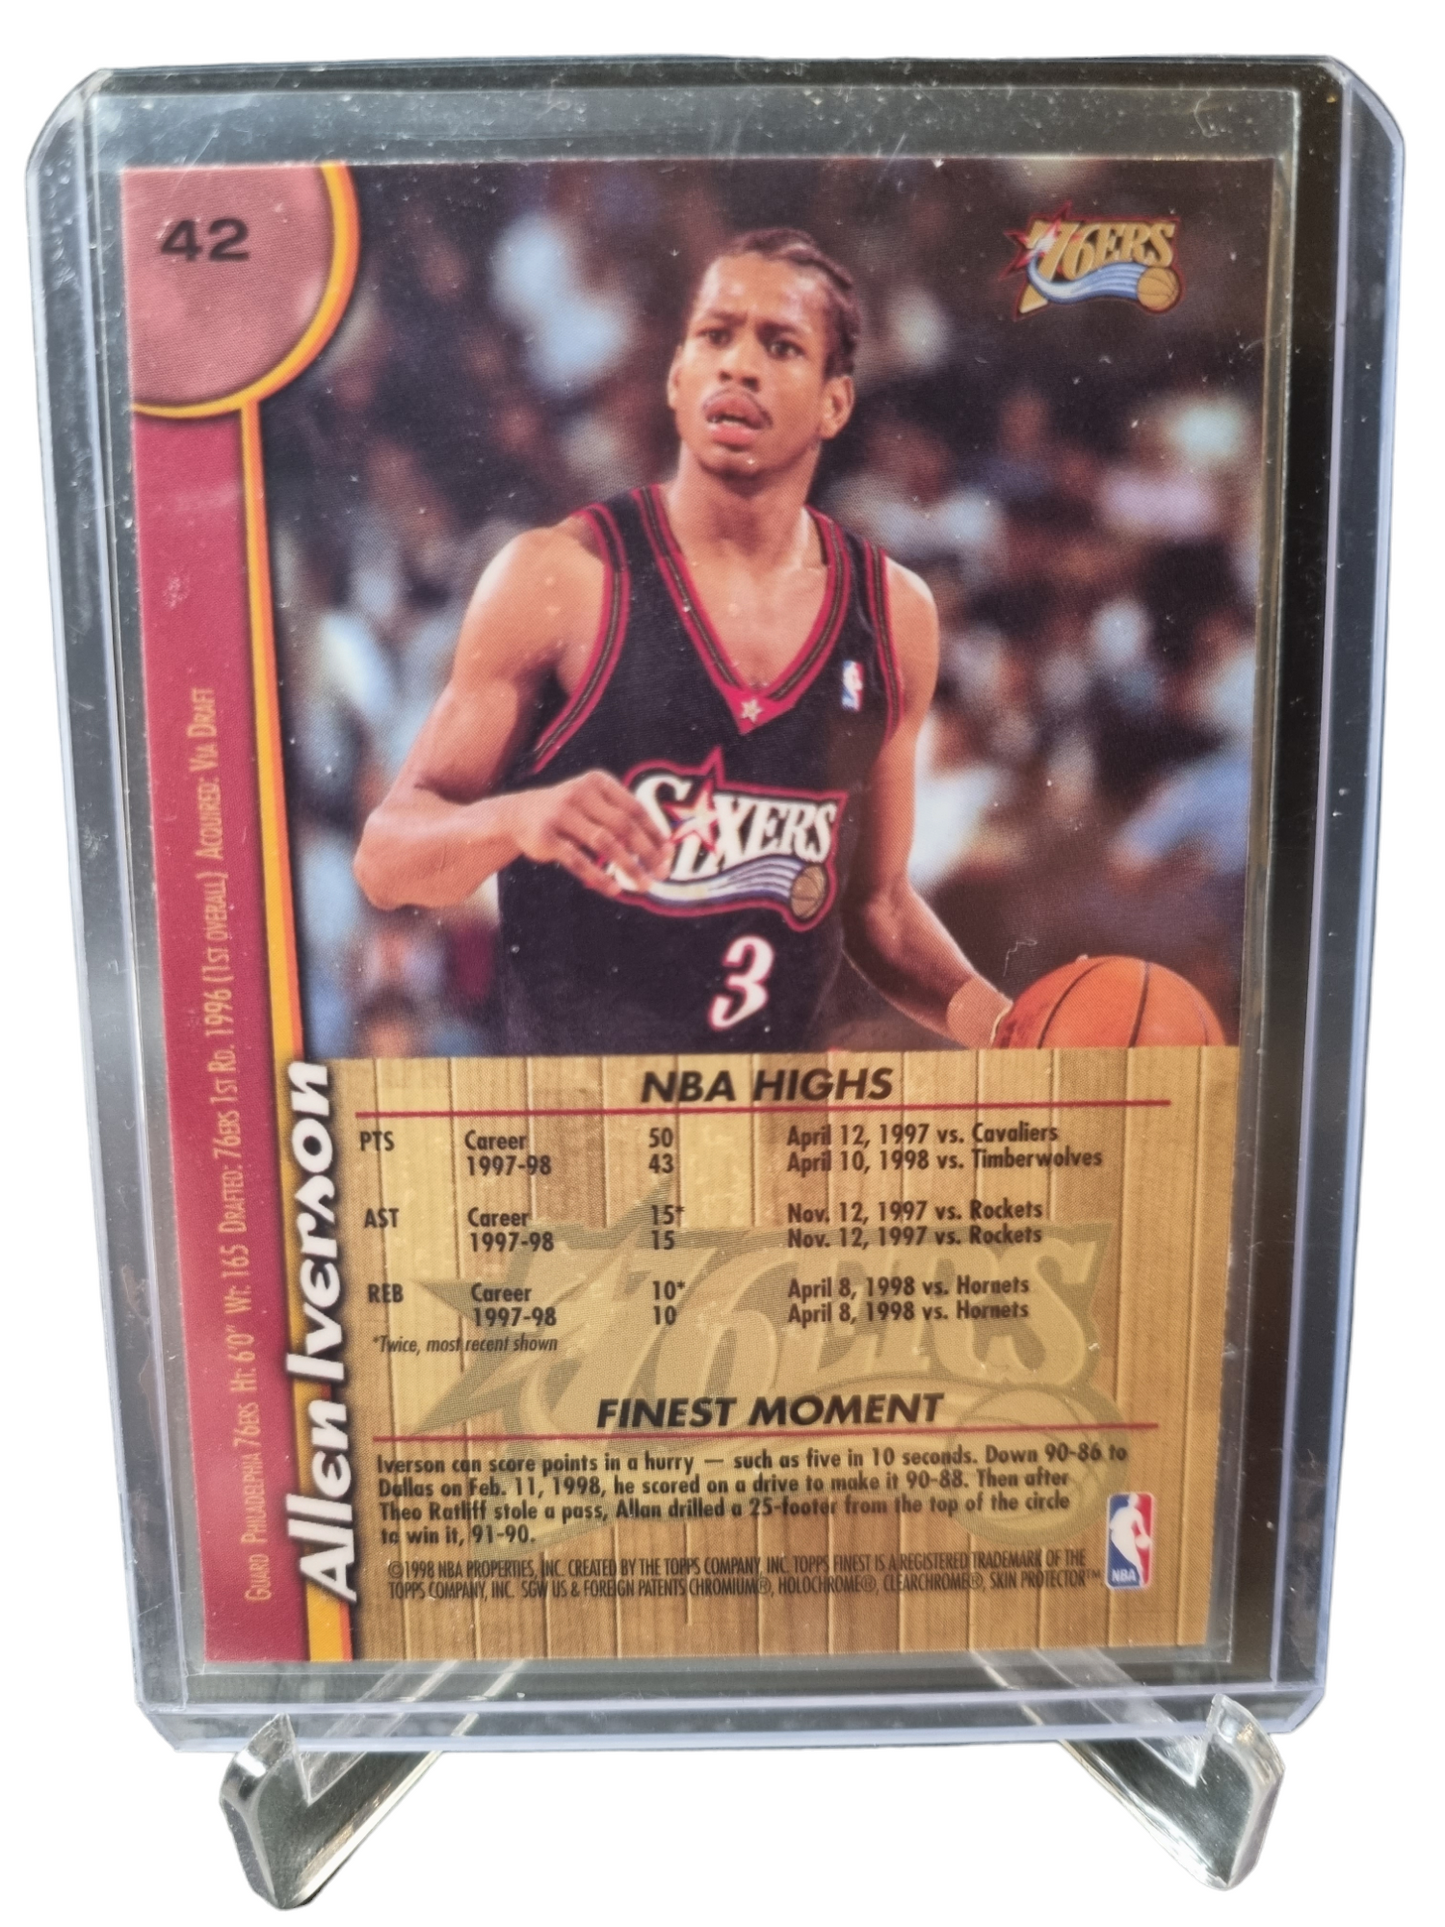 42
76ERS
SIXERS
3
Allen Iverson
Guard Philadelphia 76ers Ht: 6'0" Wt: 165 Drafted: 76ers 1st Rd. 1996 (1st overall) Acquired: Via Draft
NBA HIGHS
PTS Career 50 April 12, 1997 vs. Cavaliers
1997-98 43 April 10, 1998 vs. Timberwolves
AST Career 15* Nov. 12, 1997 vs. Rockets
1997-98 15 Nov. 12, 1997 vs. Rockets
REB Career 10* April 8, 1998 vs. Hornets
1997-98 10 April 8, 1998 vs. Hornets
*Twice, most recent shown
76ERS
FINEST MOMENT
Iverson can score points in a hurry — such as five in 10 seconds. Down 90-86 to
Dallas on Feb. 11, 1998, he scored on a drive to make it 90-88. Then after
Theo Ratliff stole a pass, Allan drilled a 25-footer from the top of the circle
to win it, 91-90.
©1998 NBA PROPERTIES, INC. CREATED BY THE TOPPS COMPANY, INC. TOPPS FINEST IS A REGISTERED TRADEMARK OF THE
TOPPS COMPANY, INC. SGW US & FOREIGN PATENTS CHROMIUM®, HOLOCHROME®, CLEARCHROME®, SKIN PROTECTOR™
NBA